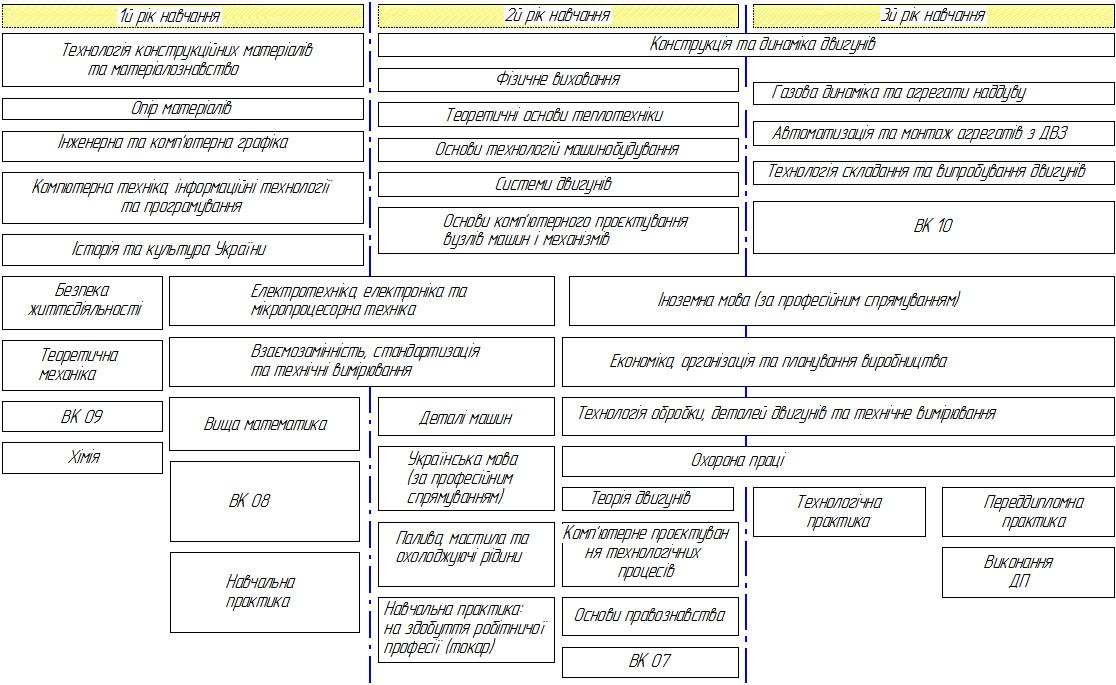 1й рік навчання
2й рік навчання
3й рік навчання
Технологія конструкційних матеріалів
та матеріалознавство
Опір матеріалів
Інженерна та комп'ютерна графіка
Компютерна техніка, інформаційні технології
та програмування
Історія та культура України
Конструкція та динаміка двигунів
Фізичне виховання
Теоретичні основи теплотехніки
Основи технологій машинобудування
Системи двигунів
Основи комп'ютерного проєктування
вузлів машин і механізмів
Газова динаміка та агрегати наддуву
Автоматизація та монтаж агрегатів з ДВЗ
Технологія складання та випробування двигунів
ВК 10
Безпека
життєдіяльності
Теоретична
механіка
ВК 09
Хімія
Електротехніка, електроніка та
мікропроцесорна техніка
Взаємозамінність, стандартизація
та технічні вимірювання
Вища математика
ВК 08
Навчальна
практика
Іноземна мова (за професійним спрямуванням)
Економіка, організація та планування виробництва
Деталі машин
Технологія обробки, деталей двигунів та технічне вимірювання
Українська мова
(за професійним
спрямуванням)
Охорона праці
Теорія двигунів
Технологічна
практика
Переддипломна
практика
Палива, мастила та
охолоджуючі рідини
Комп'ютерне проєктуван
ня технологічних
процесів
Виконання
ДП
Навчальна практика:
на здобуття робітничої
професії (токар)
Основи правознавства
ВК 07